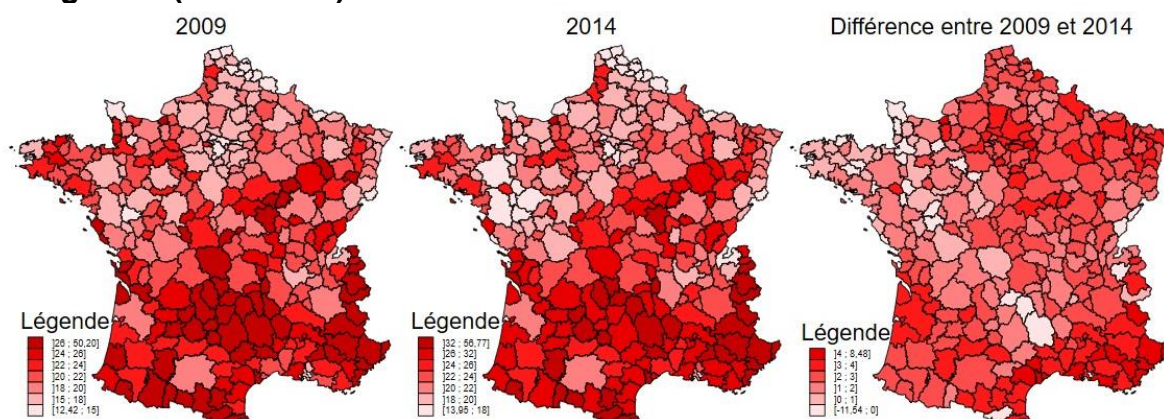 2009
2014
Différence entre 2009 et 2014
Légende
]26 ; 50,20]
]24 ; 26]
]22 ; 24]
]20 ; 22]
]18 ; 20]
]15 ; 18]
[12,42 ; 15]
Légende
]32 ; 56,77]
]26 ; 32]
]24 ; 26]
]22 ; 24]
]20 ; 22]
]18 ; 20]
[13,95 ; 18]
Légende
]4 ; 8,48]
]3 ; 4]
]2 ; 3]
]1 ; 2]
]0 ; 1]
[-11,54 ; 0]